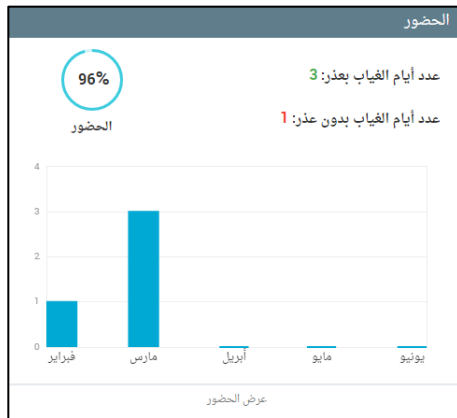 الحضور
عدد أيام الغياب بعذر: 3
96%
الحضور
عدد أيام الغياب بدون عذر: 1
4
3
2
1
0
فبراير مارس أبريل مايو يونيو
عرض الحضور